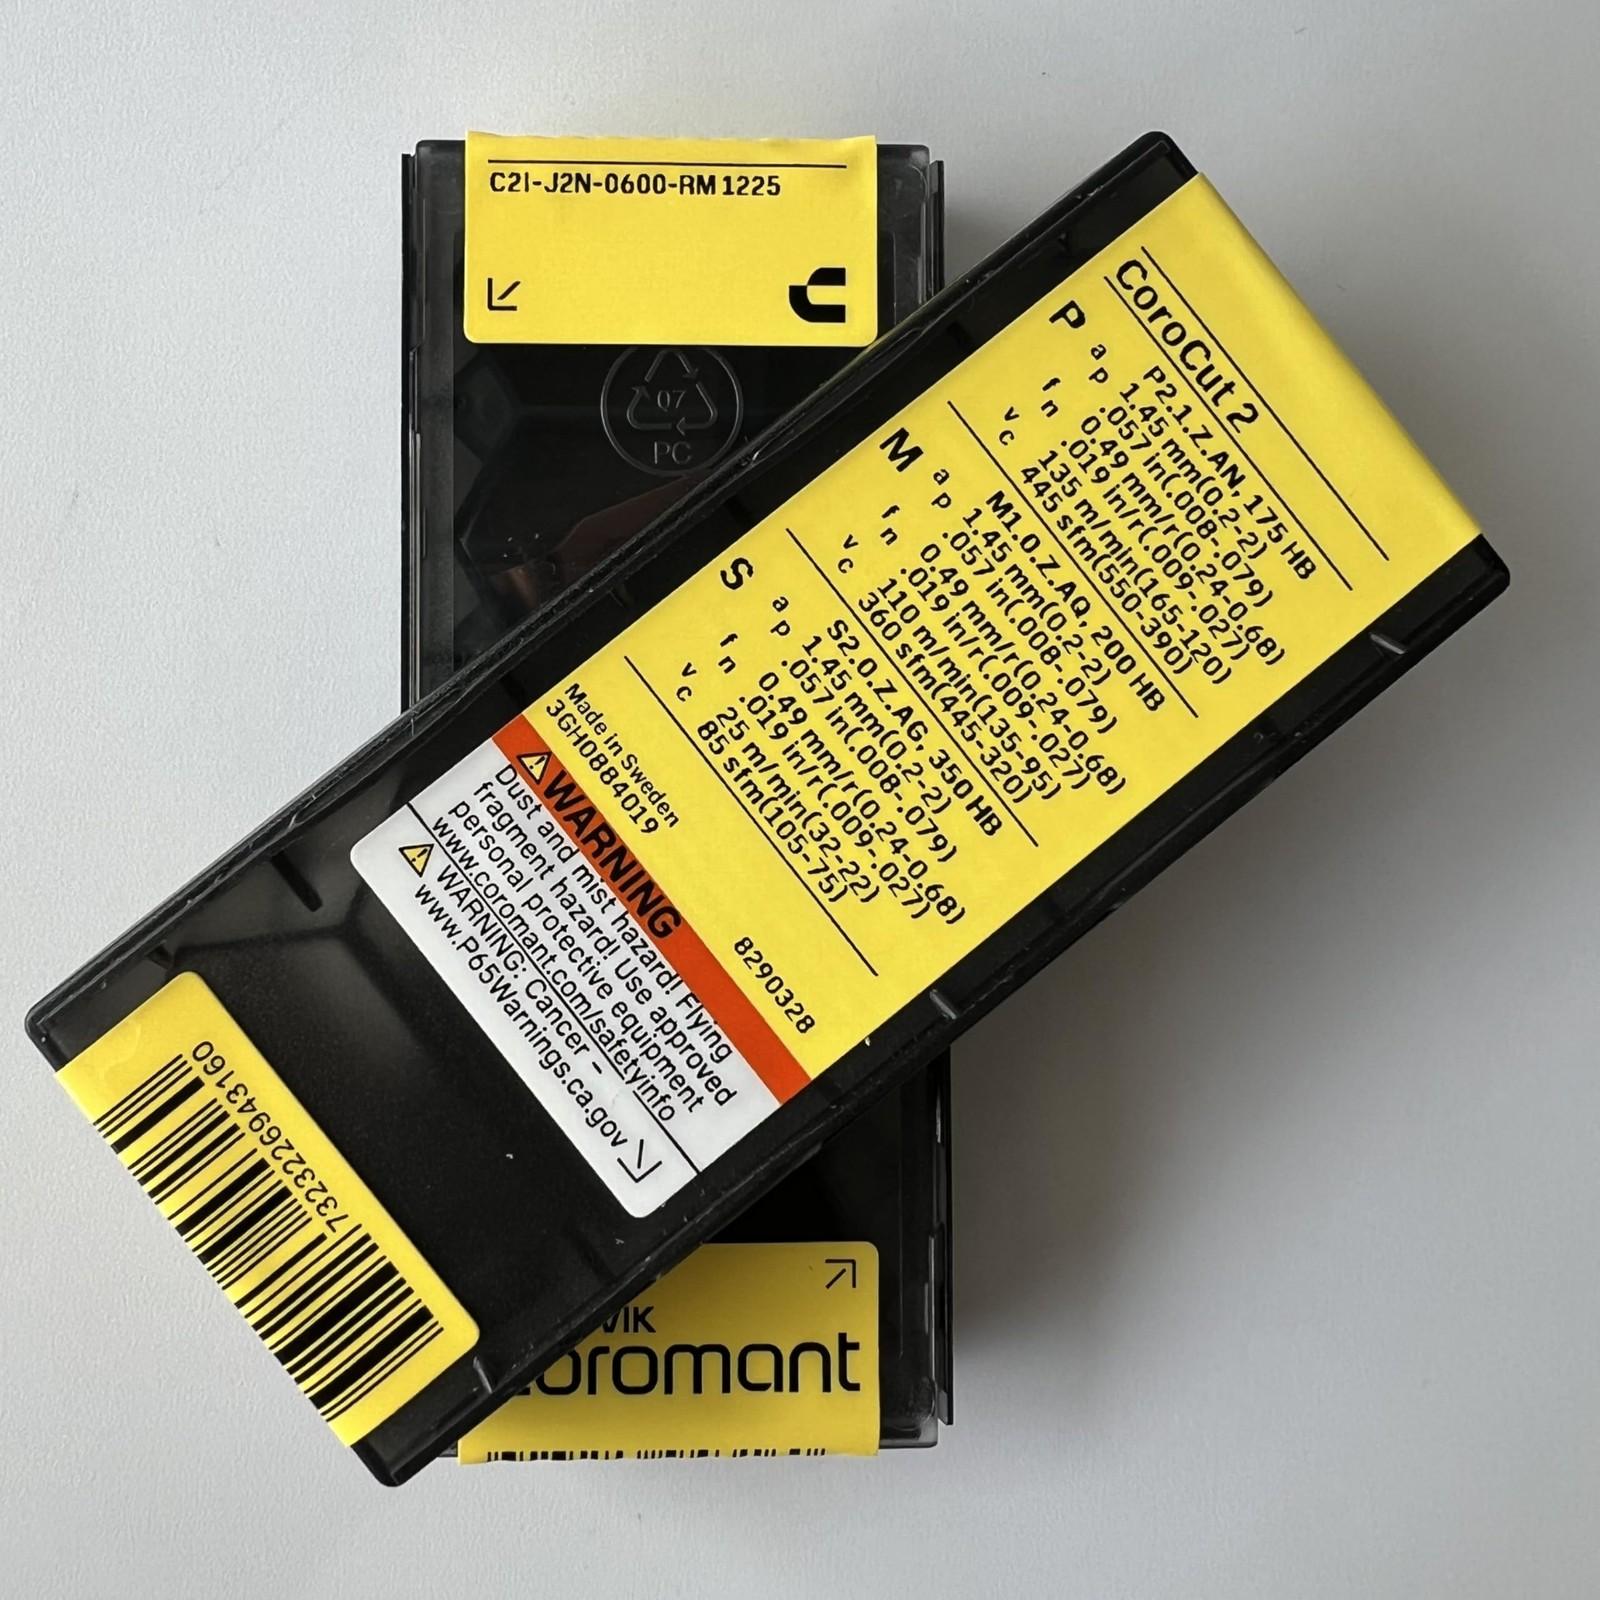 C2I-J2N-0600-RM 1225
07
PC
CoroCut 2
P P2.1.Z.AN, 175 HB
ap 1.45 mm(0.2-2)
.057 in(.008-.079)
fn 0.49 mm/r(0.24-0.68)
.019 in/r(.009-.027)
vc 135 m/min(165-120)
445 sfm(550-390)
M M1.0.Z.AQ, 200 HB
ap 1.45 mm(0.2-2)
.057 in(.008-.079)
fn 0.49 mm/r(0.24-0.68)
.019 in/r(.009-.027)
vc 110 m/min(135-95)
360 sfm(445-320)
S S2.0.Z.AG, 350 HB
ap 1.45 mm(0.2-2)
.057 in(.008-.079)
fn 0.49 mm/r(0.24-0.68)
.019 in/r(.009-.027)
vc 25 m/min(32-22)
85 sfm(105-75)
Made in Sweden
3GH0884019 8290328
WARNING
Dust and mist hazard! Flying
fragment hazard! Use approved
personal protective equipment
www.coromant.com/safetyinfo
WARNING: Cancer -
www.P65Warnings.ca.gov
7323226943160
VIK
coromant